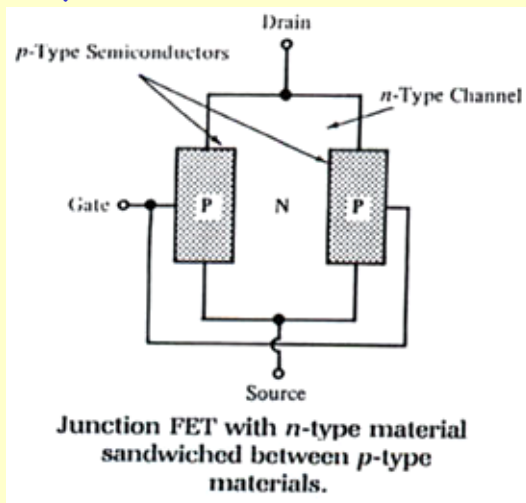 Drain
p-Type Semiconductors
n-Type Channel
Gate
P
N
P
Source
Junction FET with n-type material
sandwiched between p-type
materials.